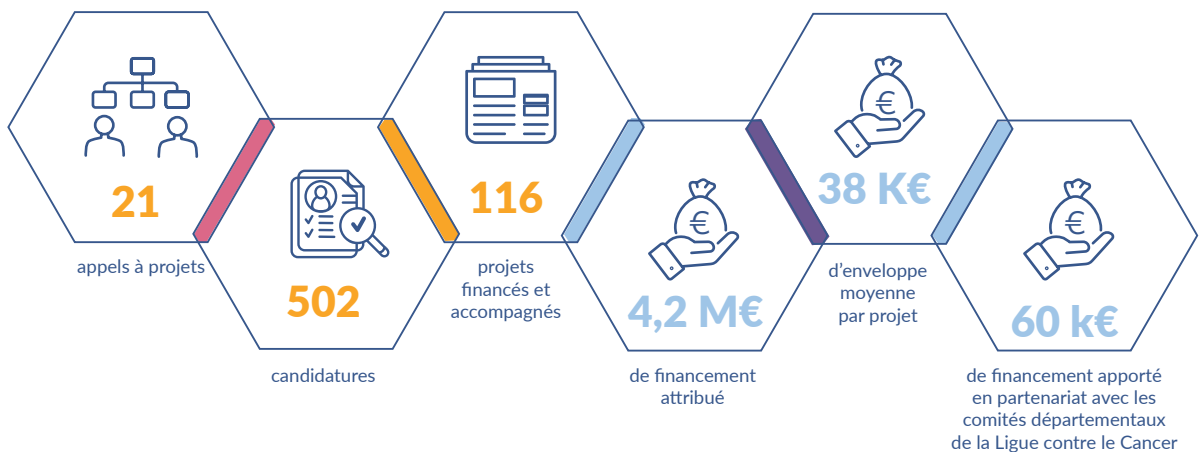 21
appels à projets
502
candidatures
116
projets
financés et
accompagnés
€
4,2 M€
de financement
attribué
€
38 K€
d'enveloppe
moyenne
par projet
€
60 k€
de financement apporté
en partenariat avec les
comités départementaux
de la Ligue contre le Cancer